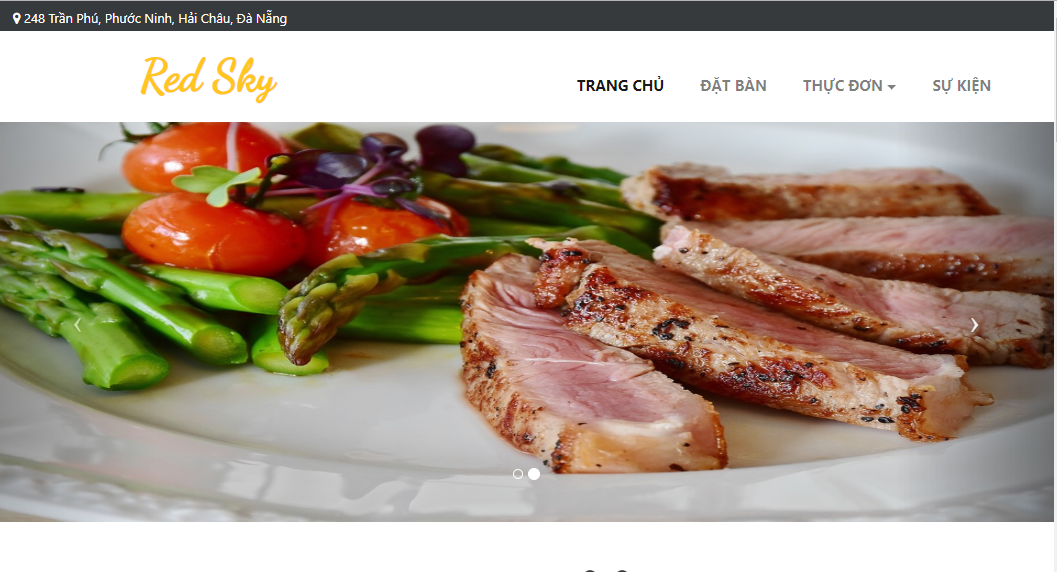 248 Trần Phú, Phước Ninh, Hải Châu, Đà Nẵng
Red Sky
TRANG CHỦ ĐẶT BÀN THỰC ĐƠN SỰ KIỆN